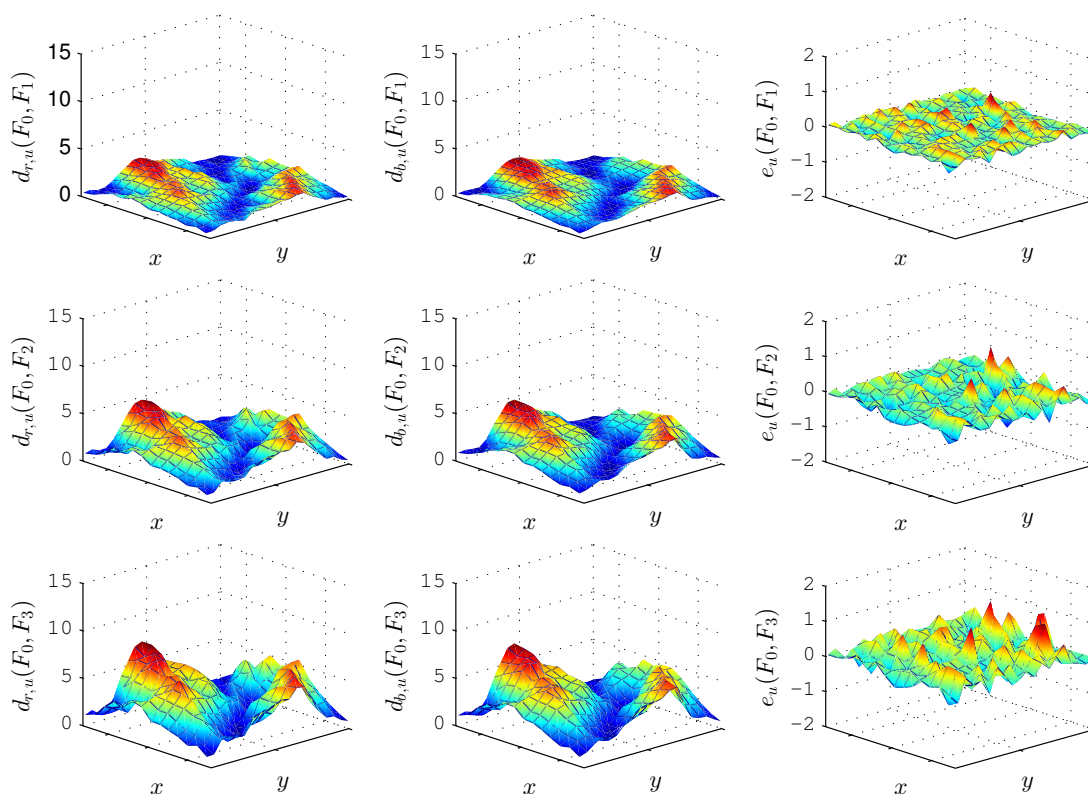 15
10
5
0
d_{r,u}(F_0, F_1)
x
y
15
10
5
0
d_{b,u}(F_0, F_1)
x
y
2
1
0
−1
−2
e_u(F_0, F_1)
x
y
15
10
5
0
d_{r,u}(F_0, F_2)
x
y
15
10
5
0
d_{b,u}(F_0, F_2)
x
y
2
1
0
−1
−2
e_u(F_0, F_2)
x
y
15
10
5
0
d_{r,u}(F_0, F_3)
x
y
15
10
5
0
d_{b,u}(F_0, F_3)
x
y
2
1
0
−1
−2
e_u(F_0, F_3)
x
y